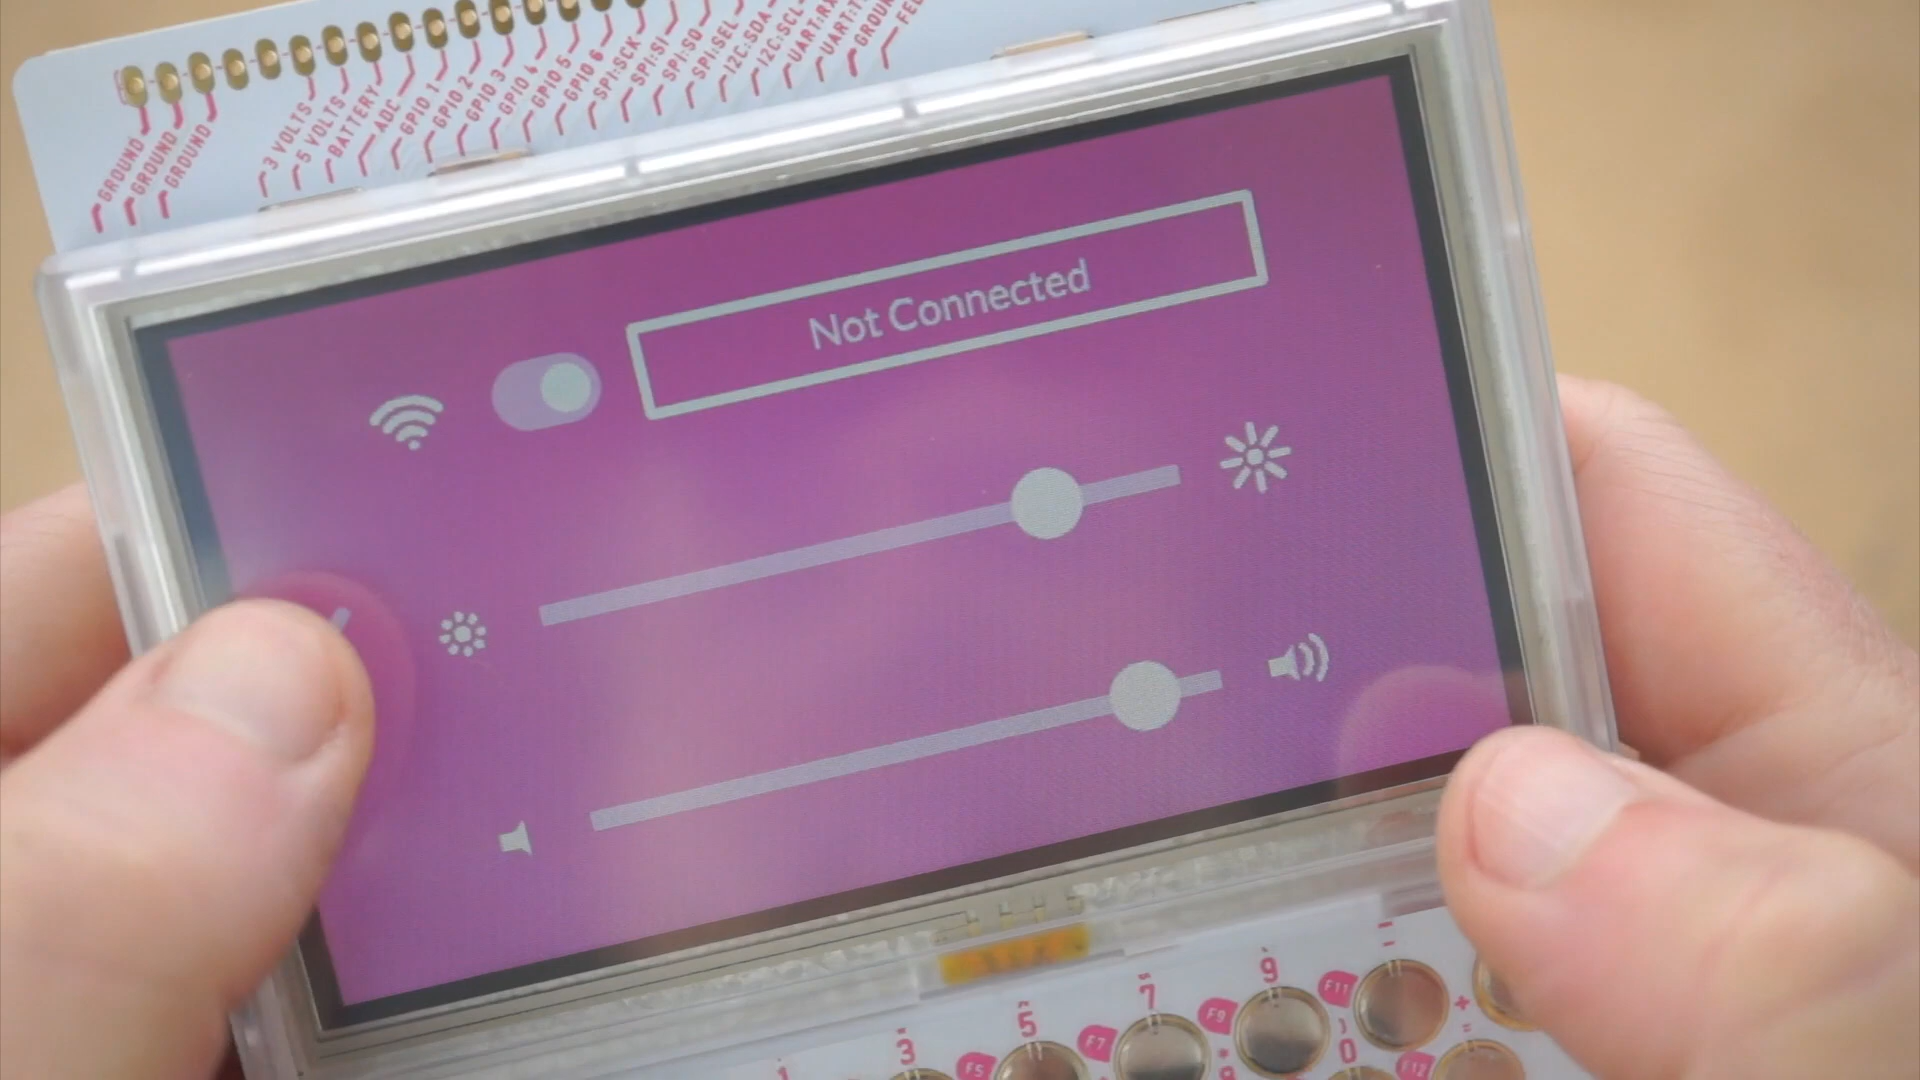 GROUND
GROUND
GROUND
3 VOLTS
5 VOLTS
BATTERY
ADC
GPIO 1
GPIO 2
GPIO 3
GPIO 4
GPIO 5
GPIO 6
SPI:SCK
SPI:SI
SPI:SO
SPI:SEL
I2C:SDA
I2C:SCL
Not Connected
1
3
F5
5
F7
7
F9
9
F11
0
F12